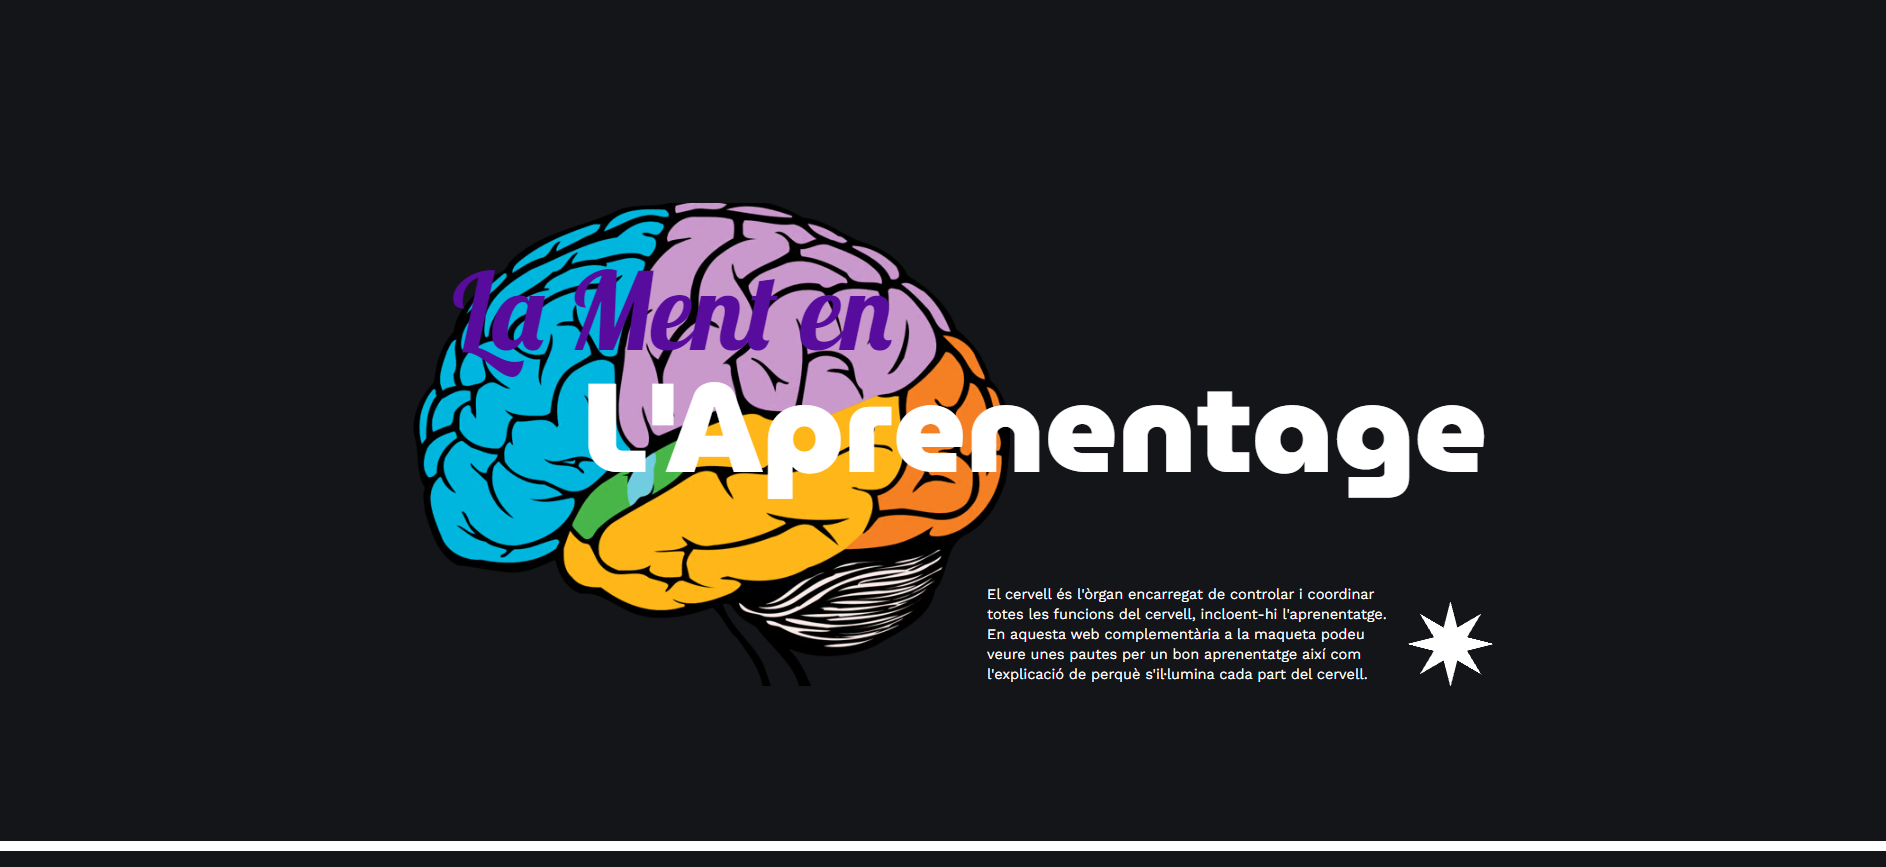 La Ment en
L'Aprenentage
El cervell és l'òrgan encarregat de controlar i coordinar
totes les funcions del cervell, incloent-hi l'aprenentatge.
En aquesta web complementària a la maqueta podeu
veure unes pautes per un bon aprenentatge així com
l'explicació de perquè s'il·lumina cada part del cervell.